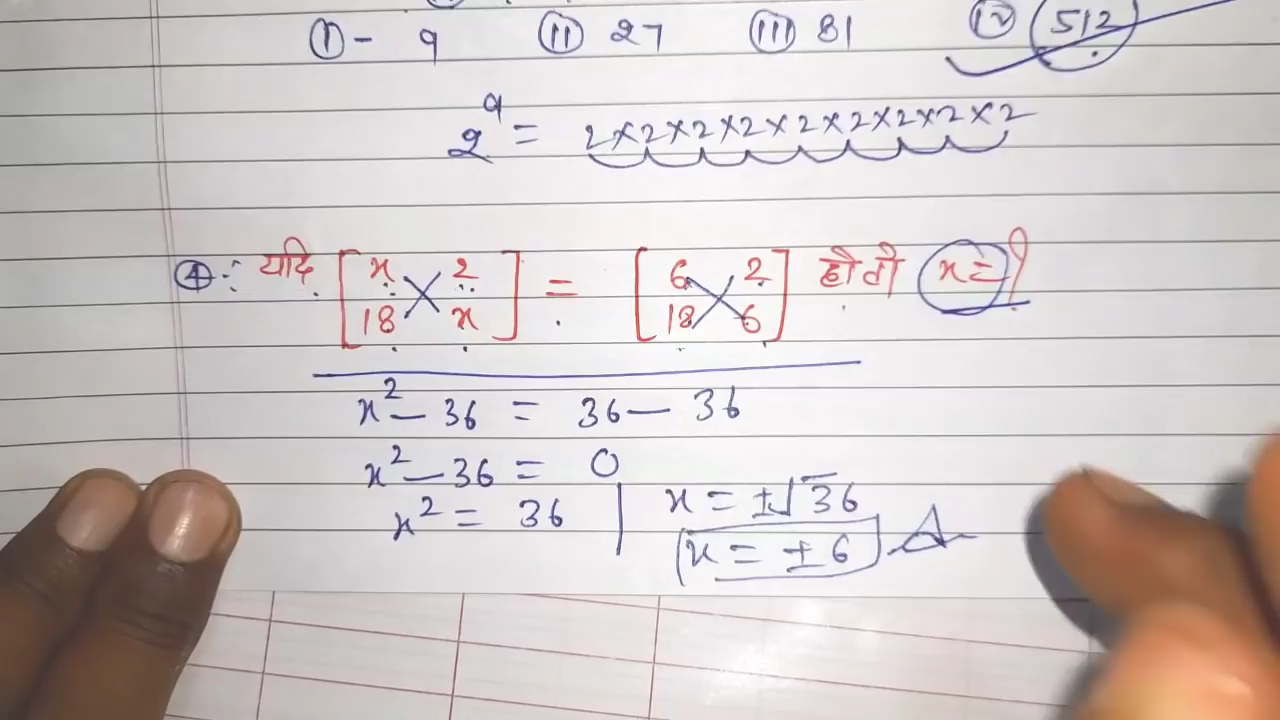 (I) - 9 (II) 27 (III) 81 (IV) 512
2^9 = 2×2×2×2×2×2×2×2×2
(4) :- यदि [x 2] = [6 2] होतो x=?
[18 x] [18 6]
x² - 36 = 36 - 36
x² - 36 = 0
x² = 36 | x = ±√36
x = ±6 A